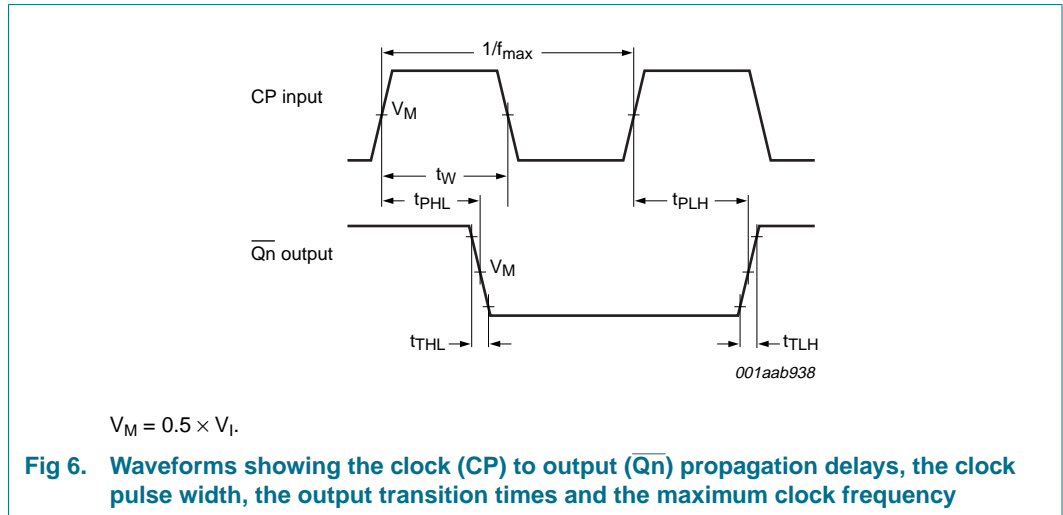 1/fmax
CP input
VM
tW
tPHL
tPLH
Q̅n̅ output
VM
tTHL
tTLH
001aab938
VM = 0.5 × VI.
Fig 6. Waveforms showing the clock (CP) to output (Q̅n̅) propagation delays, the clock
pulse width, the output transition times and the maximum clock frequency